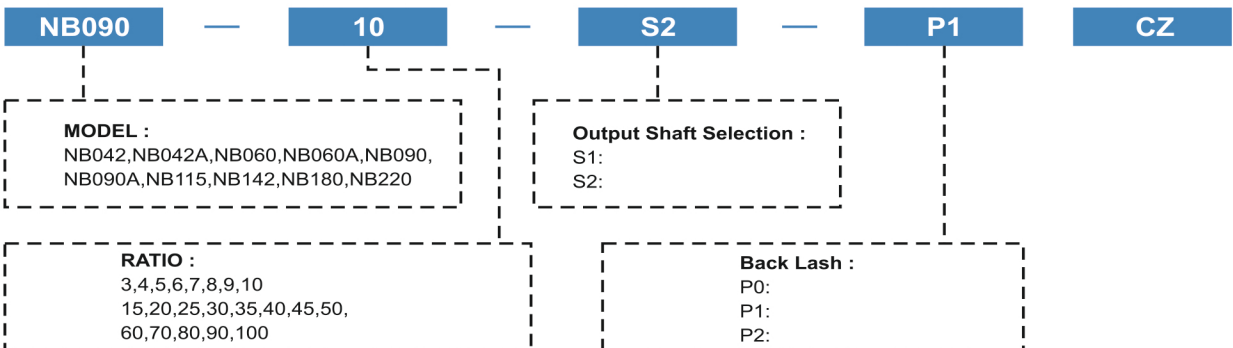 NB090 — 10 — S2 — P1 CZ
MODEL :
NB042,NB042A,NB060,NB060A,NB090,
NB090A,NB115,NB142,NB180,NB220
Output Shaft Selection :
S1:
S2:
RATIO :
3,4,5,6,7,8,9,10
15,20,25,30,35,40,45,50,
60,70,80,90,100
Back Lash :
P0:
P1:
P2: